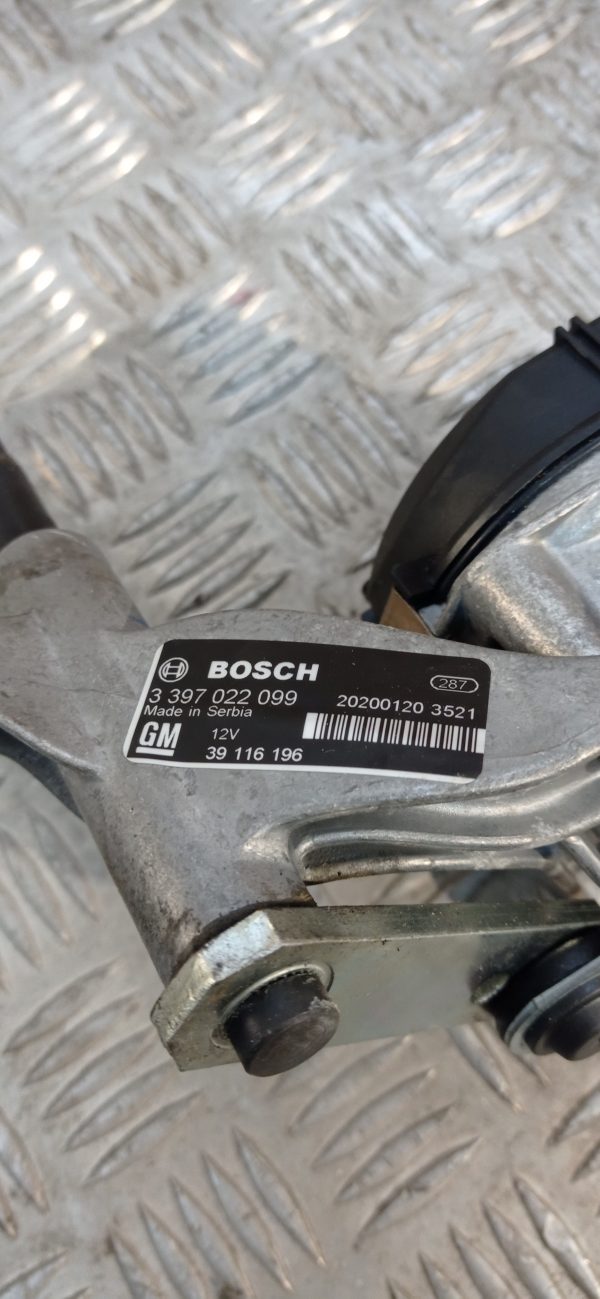 BOSCH
287
3 397 022 099
20200120 3521
Made in Serbia
GM
12V
39 116 196